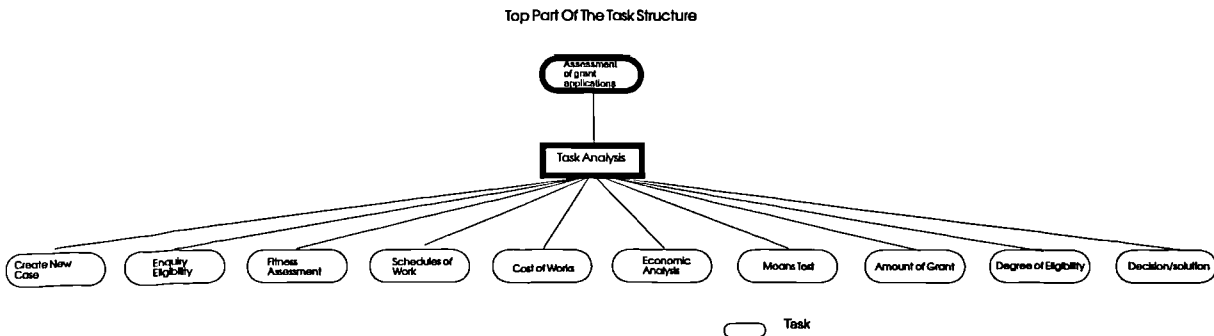 Top Part Of The Task Structure
Assessment
of grant
applications
Task Analysis
Create New
Case
Enquiry
Eligibility
Fitness
Assessment
Schedules of
Work
Cost of Works
Economic
Analysis
Means Test
Amount of Grant
Degree of Eligibility
Decision/solution
Task